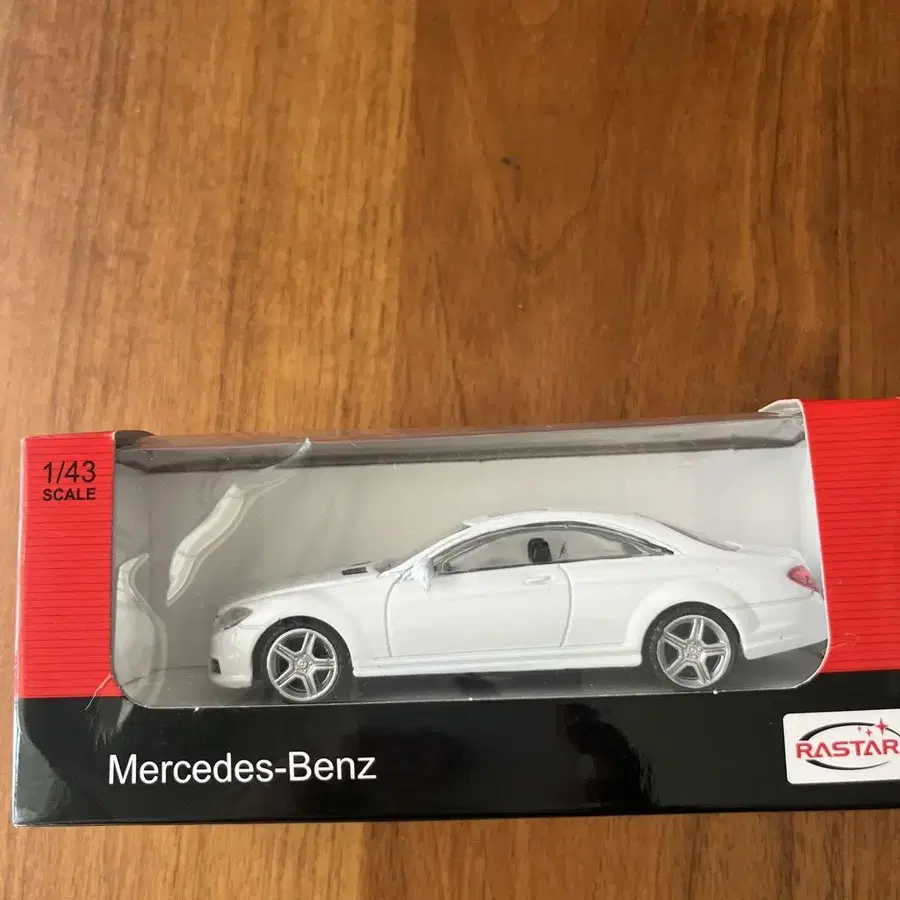 1/43
SCALE
Mercedes-Benz
RASTAR